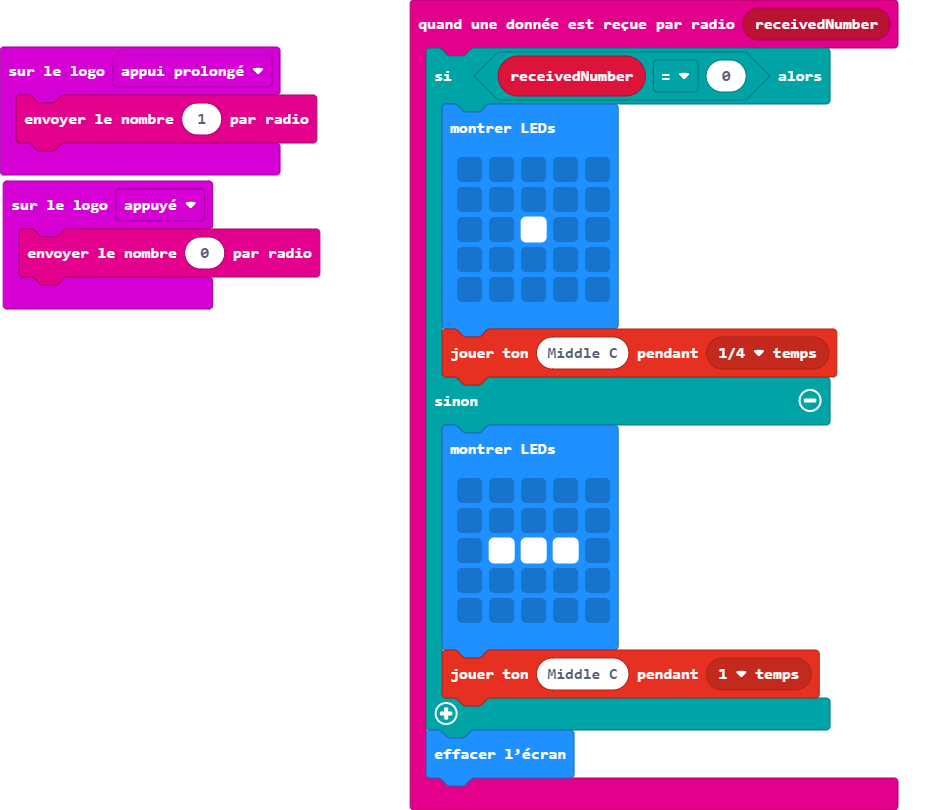 sur le logo appui prolongé
envoyer le nombre 1 par radio
sur le logo appuyé
envoyer le nombre 0 par radio
quand une donnée est reçue par radio receivedNumber
si receivedNumber = 0 alors
montrer LEDs
jouer ton Middle C pendant 1/4 temps
sinon
montrer LEDs
jouer ton Middle C pendant 1 temps
effacer l’écran